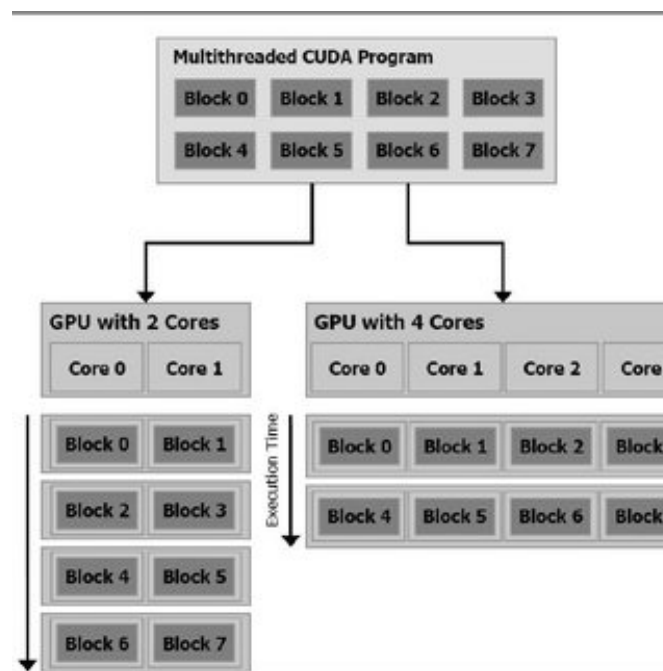 Multithreaded CUDA Program
Block 0 Block 1 Block 2 Block 3
Block 4 Block 5 Block 6 Block 7
GPU with 2 Cores
Core 0 Core 1
Block 0 Block 1
Block 2 Block 3
Block 4 Block 5
Block 6 Block 7
GPU with 4 Cores
Core 0 Core 1 Core 2 Core
Execution Time
Block 0 Block 1 Block 2 Block
Block 4 Block 5 Block 6 Block